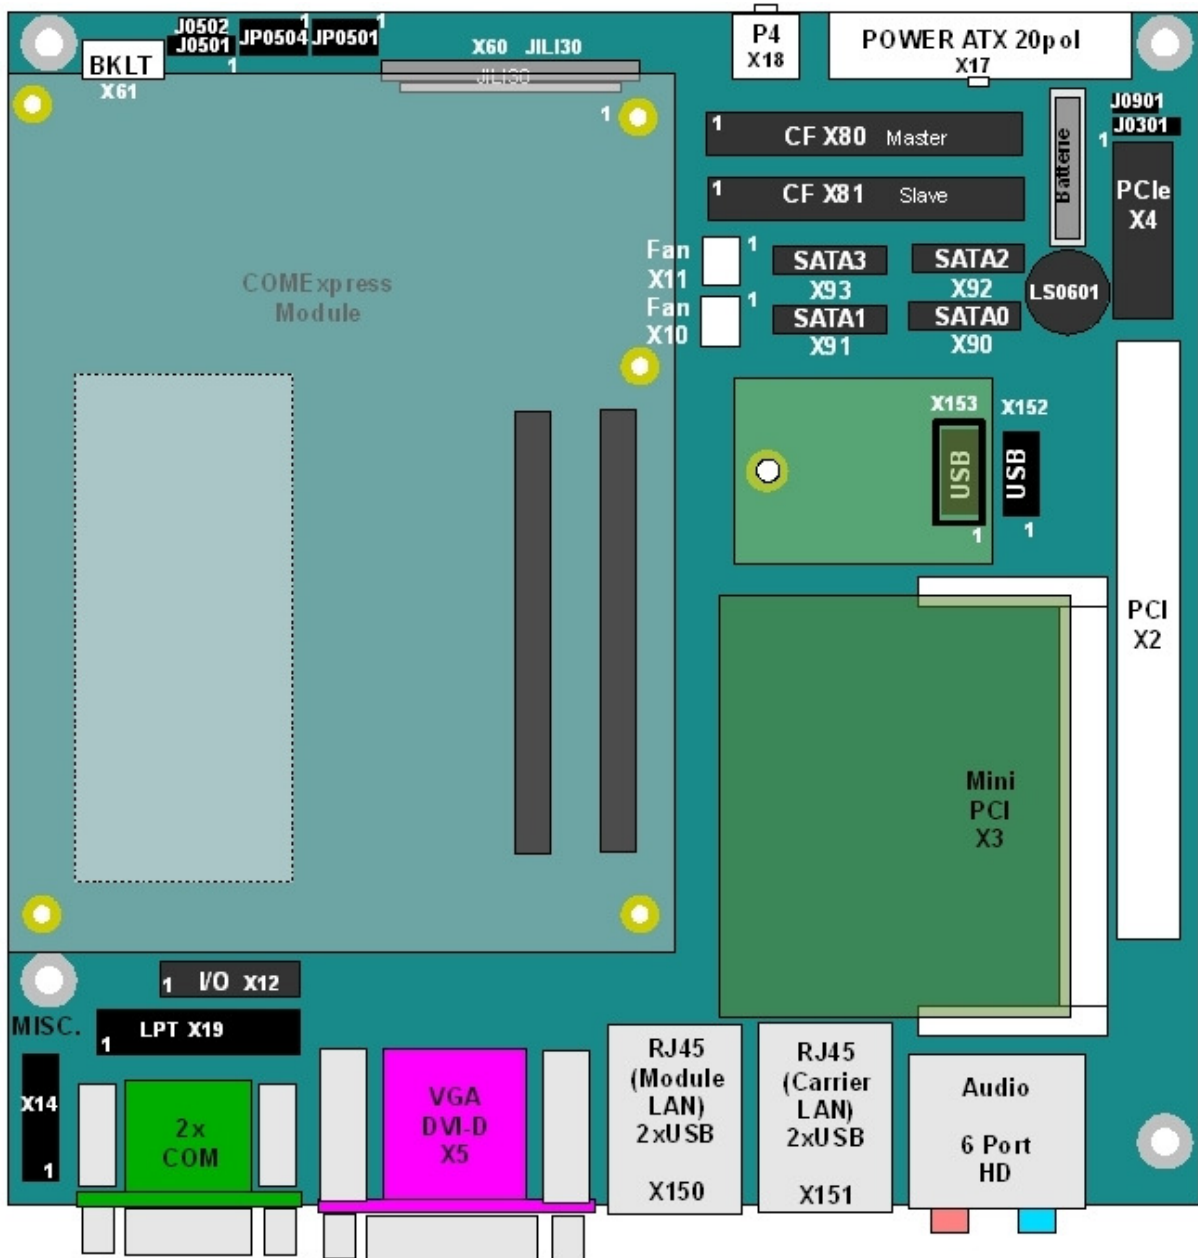 J0502
J0501
1
JP0504
1
JP0501
1
BKLT
X61
X60 JILI30
JILI30
1
P4
X18
POWER ATX 20pol
X17
1
CF X80 Master
1
CF X81 Slave
Batterie
J0901
J0301
1
PCIe
X4
Fan
X11
1
Fan
X10
1
SATA3
X93
SATA2
X92
SATA1
X91
SATA0
X90
LS0601
COMExpress
Module
X153
USB
1
X152
USB
1
PCI
X2
Mini
PCI
X3
1 I/O X12
MISC.
LPT X19
1
X14
1
2x
COM
VGA
DVI-D
X5
RJ45
(Module
LAN)
2xUSB
X150
RJ45
(Carrier
LAN)
2xUSB
X151
Audio
6 Port
HD